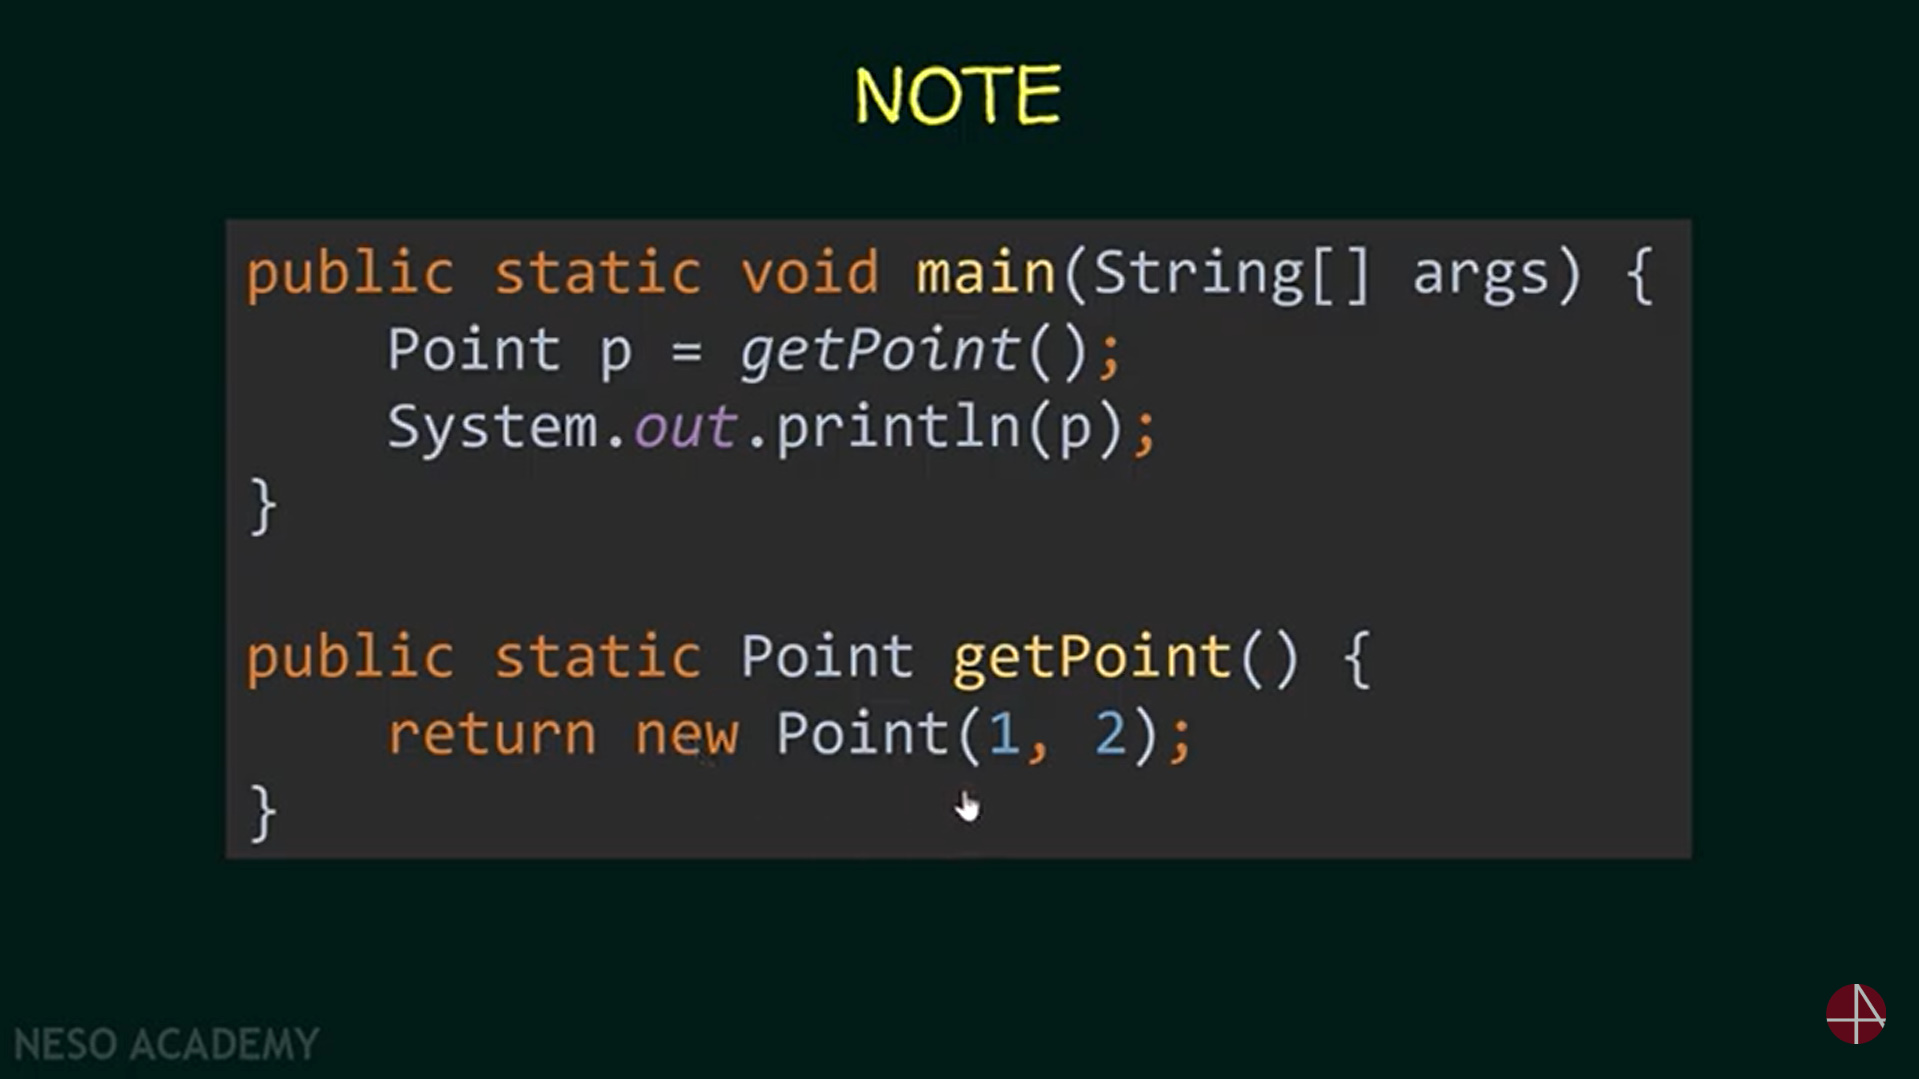 NOTE
public static void main(String[] args) {
    Point p = getPoint();
    System.out.println(p);
}
public static Point getPoint() {
    return new Point(1, 2);
}
NESO ACADEMY